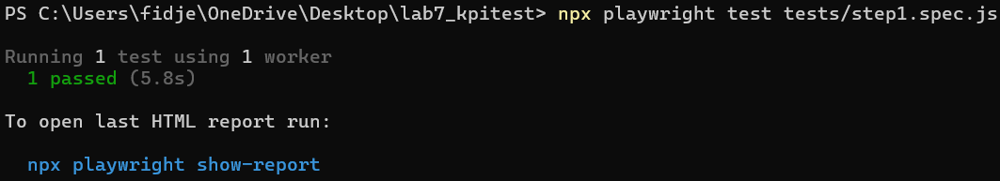 PS C:\Users\fidje\OneDrive\Desktop\lab7_kpitest> npx playwright test tests/step1.spec.js
Running 1 test using 1 worker
1 passed (5.8s)
To open last HTML report run:
npx playwright show-report